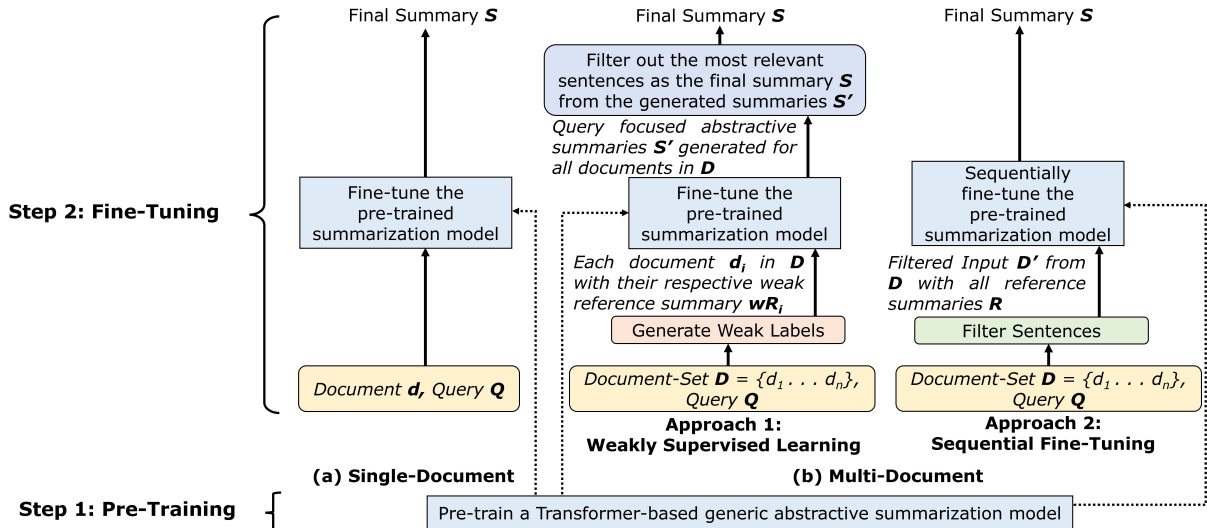 Final Summary S
Final Summary S
Final Summary S
Filter out the most relevant
sentences as the final summary S
from the generated summaries S’
Query focused abstractive
summaries S’ generated for
all documents in D
Step 2: Fine-Tuning
Fine-tune the
pre-trained
summarization model
Fine-tune the
pre-trained
summarization model
Sequentially
fine-tune the
pre-trained
summarization model
Each document di in D
with their respective weak
reference summary wRi
Filtered Input D’ from
D with all reference
summaries R
Generate Weak Labels
Filter Sentences
Document d, Query Q
Document-Set D = {d1 . . . dn},
Query Q
Document-Set D = {d1 . . . dn},
Query Q
Approach 1:
Weakly Supervised Learning
Approach 2:
Sequential Fine-Tuning
(a) Single-Document
(b) Multi-Document
Step 1: Pre-Training
Pre-train a Transformer-based generic abstractive summarization model